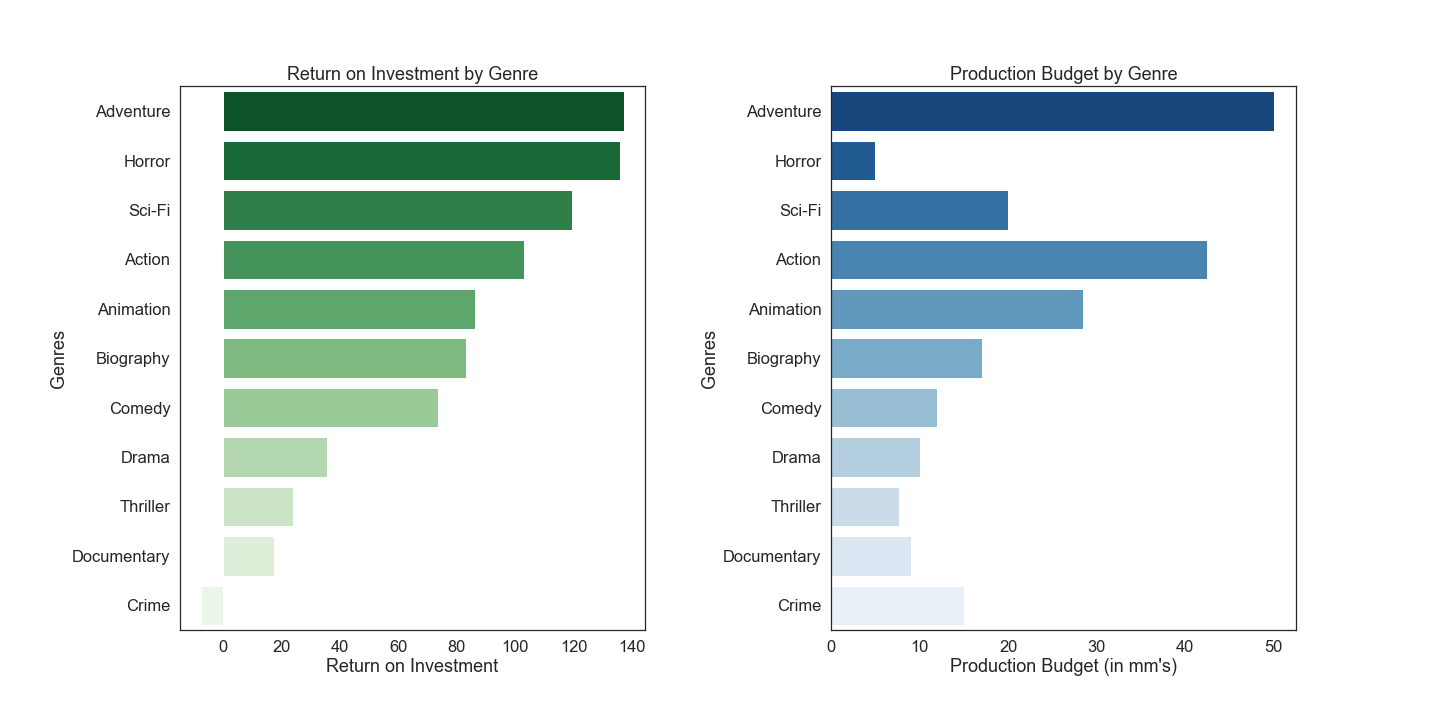 Return on Investment by Genre
Genres
Adventure
Horror
Sci-Fi
Action
Animation
Biography
Comedy
Drama
Thriller
Documentary
Crime
0 20 40 60 80 100 120 140
Return on Investment
Production Budget by Genre
Genres
Adventure
Horror
Sci-Fi
Action
Animation
Biography
Comedy
Drama
Thriller
Documentary
Crime
0 10 20 30 40 50
Production Budget (in mm's)